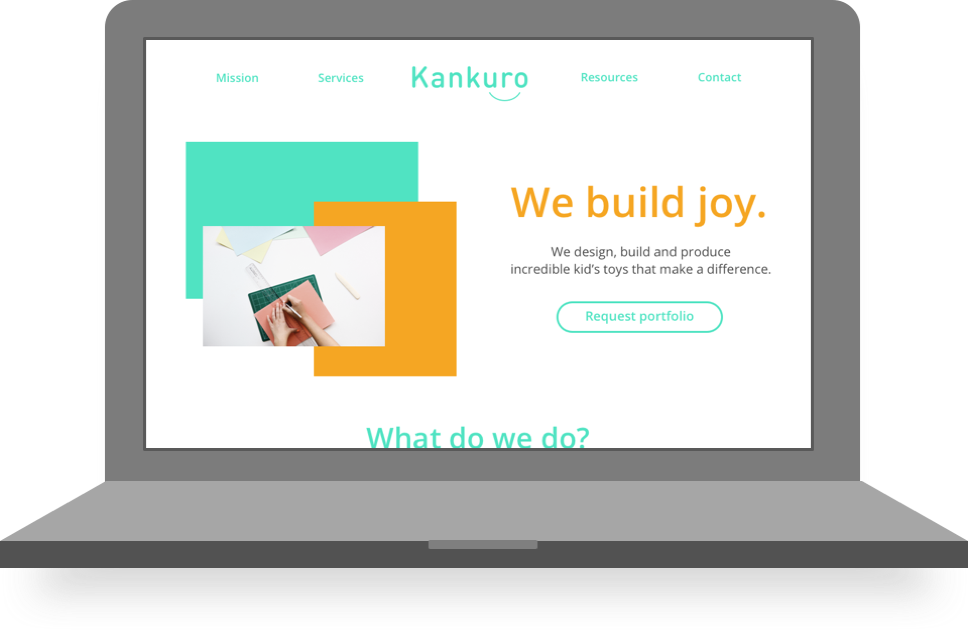 Mission Services Kankuro Resources Contact
We build joy.
We design, build and produce
incredible kid's toys that make a difference.
Request portfolio
What do we do?